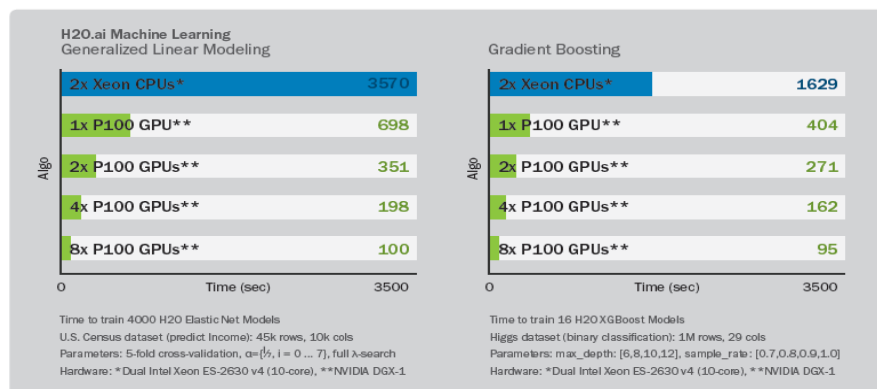 H2O.ai Machine Learning
Generalized Linear Modeling
2x Xeon CPUs* 3570
1x P100 GPU** 698
2x P100 GPUs** 351
4x P100 GPUs** 198
8x P100 GPUs** 100
Algo
0 Time (sec) 3500
Time to train 4000 H2O Elastic Net Models
U.S. Census dataset (predict Income): 45k rows, 10k cols
Parameters: 5-fold cross-validation, α={⅟₇, i = 0 ... 7}, full λ-search
Hardware: *Dual Intel Xeon ES-2630 v4 (10-core), **NVIDIA DGX-1
Gradient Boosting
2x Xeon CPUs* 1629
1x P100 GPU** 404
2x P100 GPUs** 271
4x P100 GPUs** 162
8x P100 GPUs** 95
Algo
0 Time (sec) 3500
Time to train 16 H2O XGBoost Models
Higgs dataset (binary classification): 1M rows, 29 cols
Parameters: max_depth: [6,8,10,12], sample_rate: [0.7,0.8,0.9,1.0]
Hardware: *Dual Intel Xeon ES-2630 v4 (10-core), **NVIDIA DGX-1